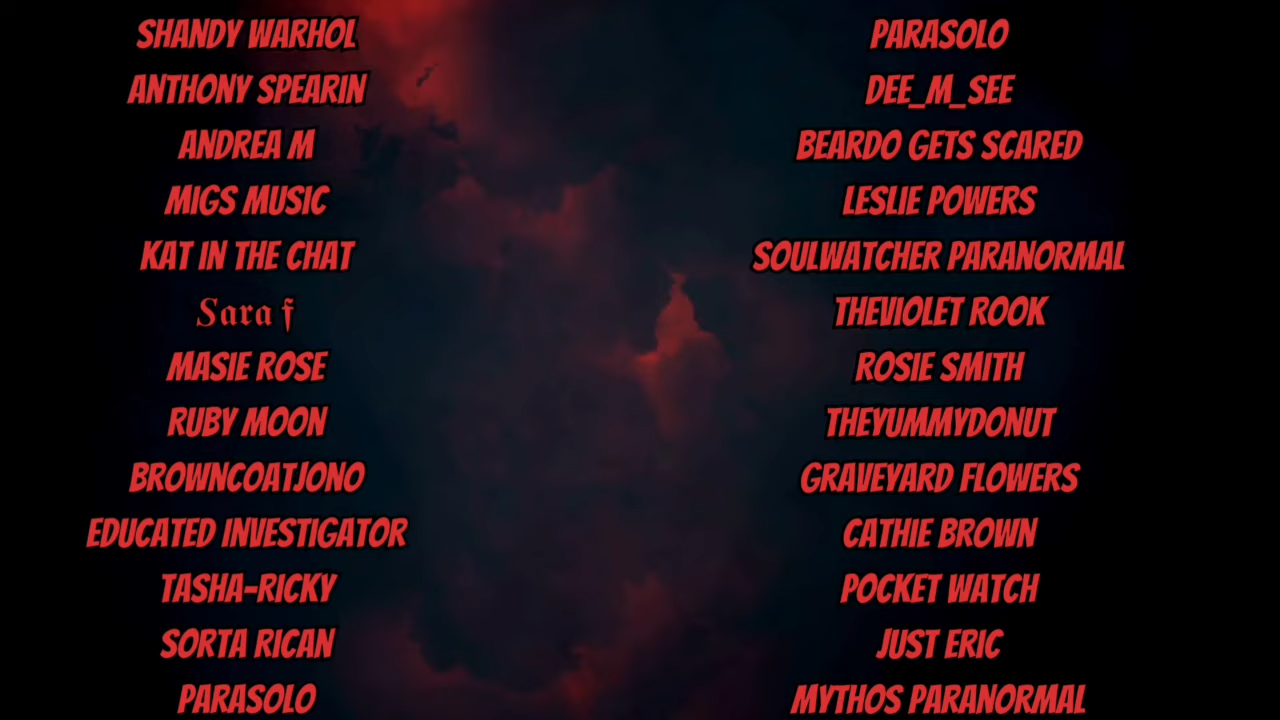 SHANDY WARHOL
ANTHONY SPEARIN
ANDREA M
MIGS MUSIC
KAT IN THE CHAT
𝕾𝖆𝖗𝖆 𝖋
MASIE ROSE
RUBY MOON
BROWNCOATJONO
EDUCATED INVESTIGATOR
TASHA-RICKY
SORTA RICAN
PARASOLO
PARASOLO
DEE_M_SEE
BEARDO GETS SCARED
LESLIE POWERS
SOULWATCHER PARANORMAL
THEVIOLET ROOK
ROSIE SMITH
THEYUMMYDONUT
GRAVEYARD FLOWERS
CATHIE BROWN
POCKET WATCH
JUST ERIC
MYTHOS PARANORMAL